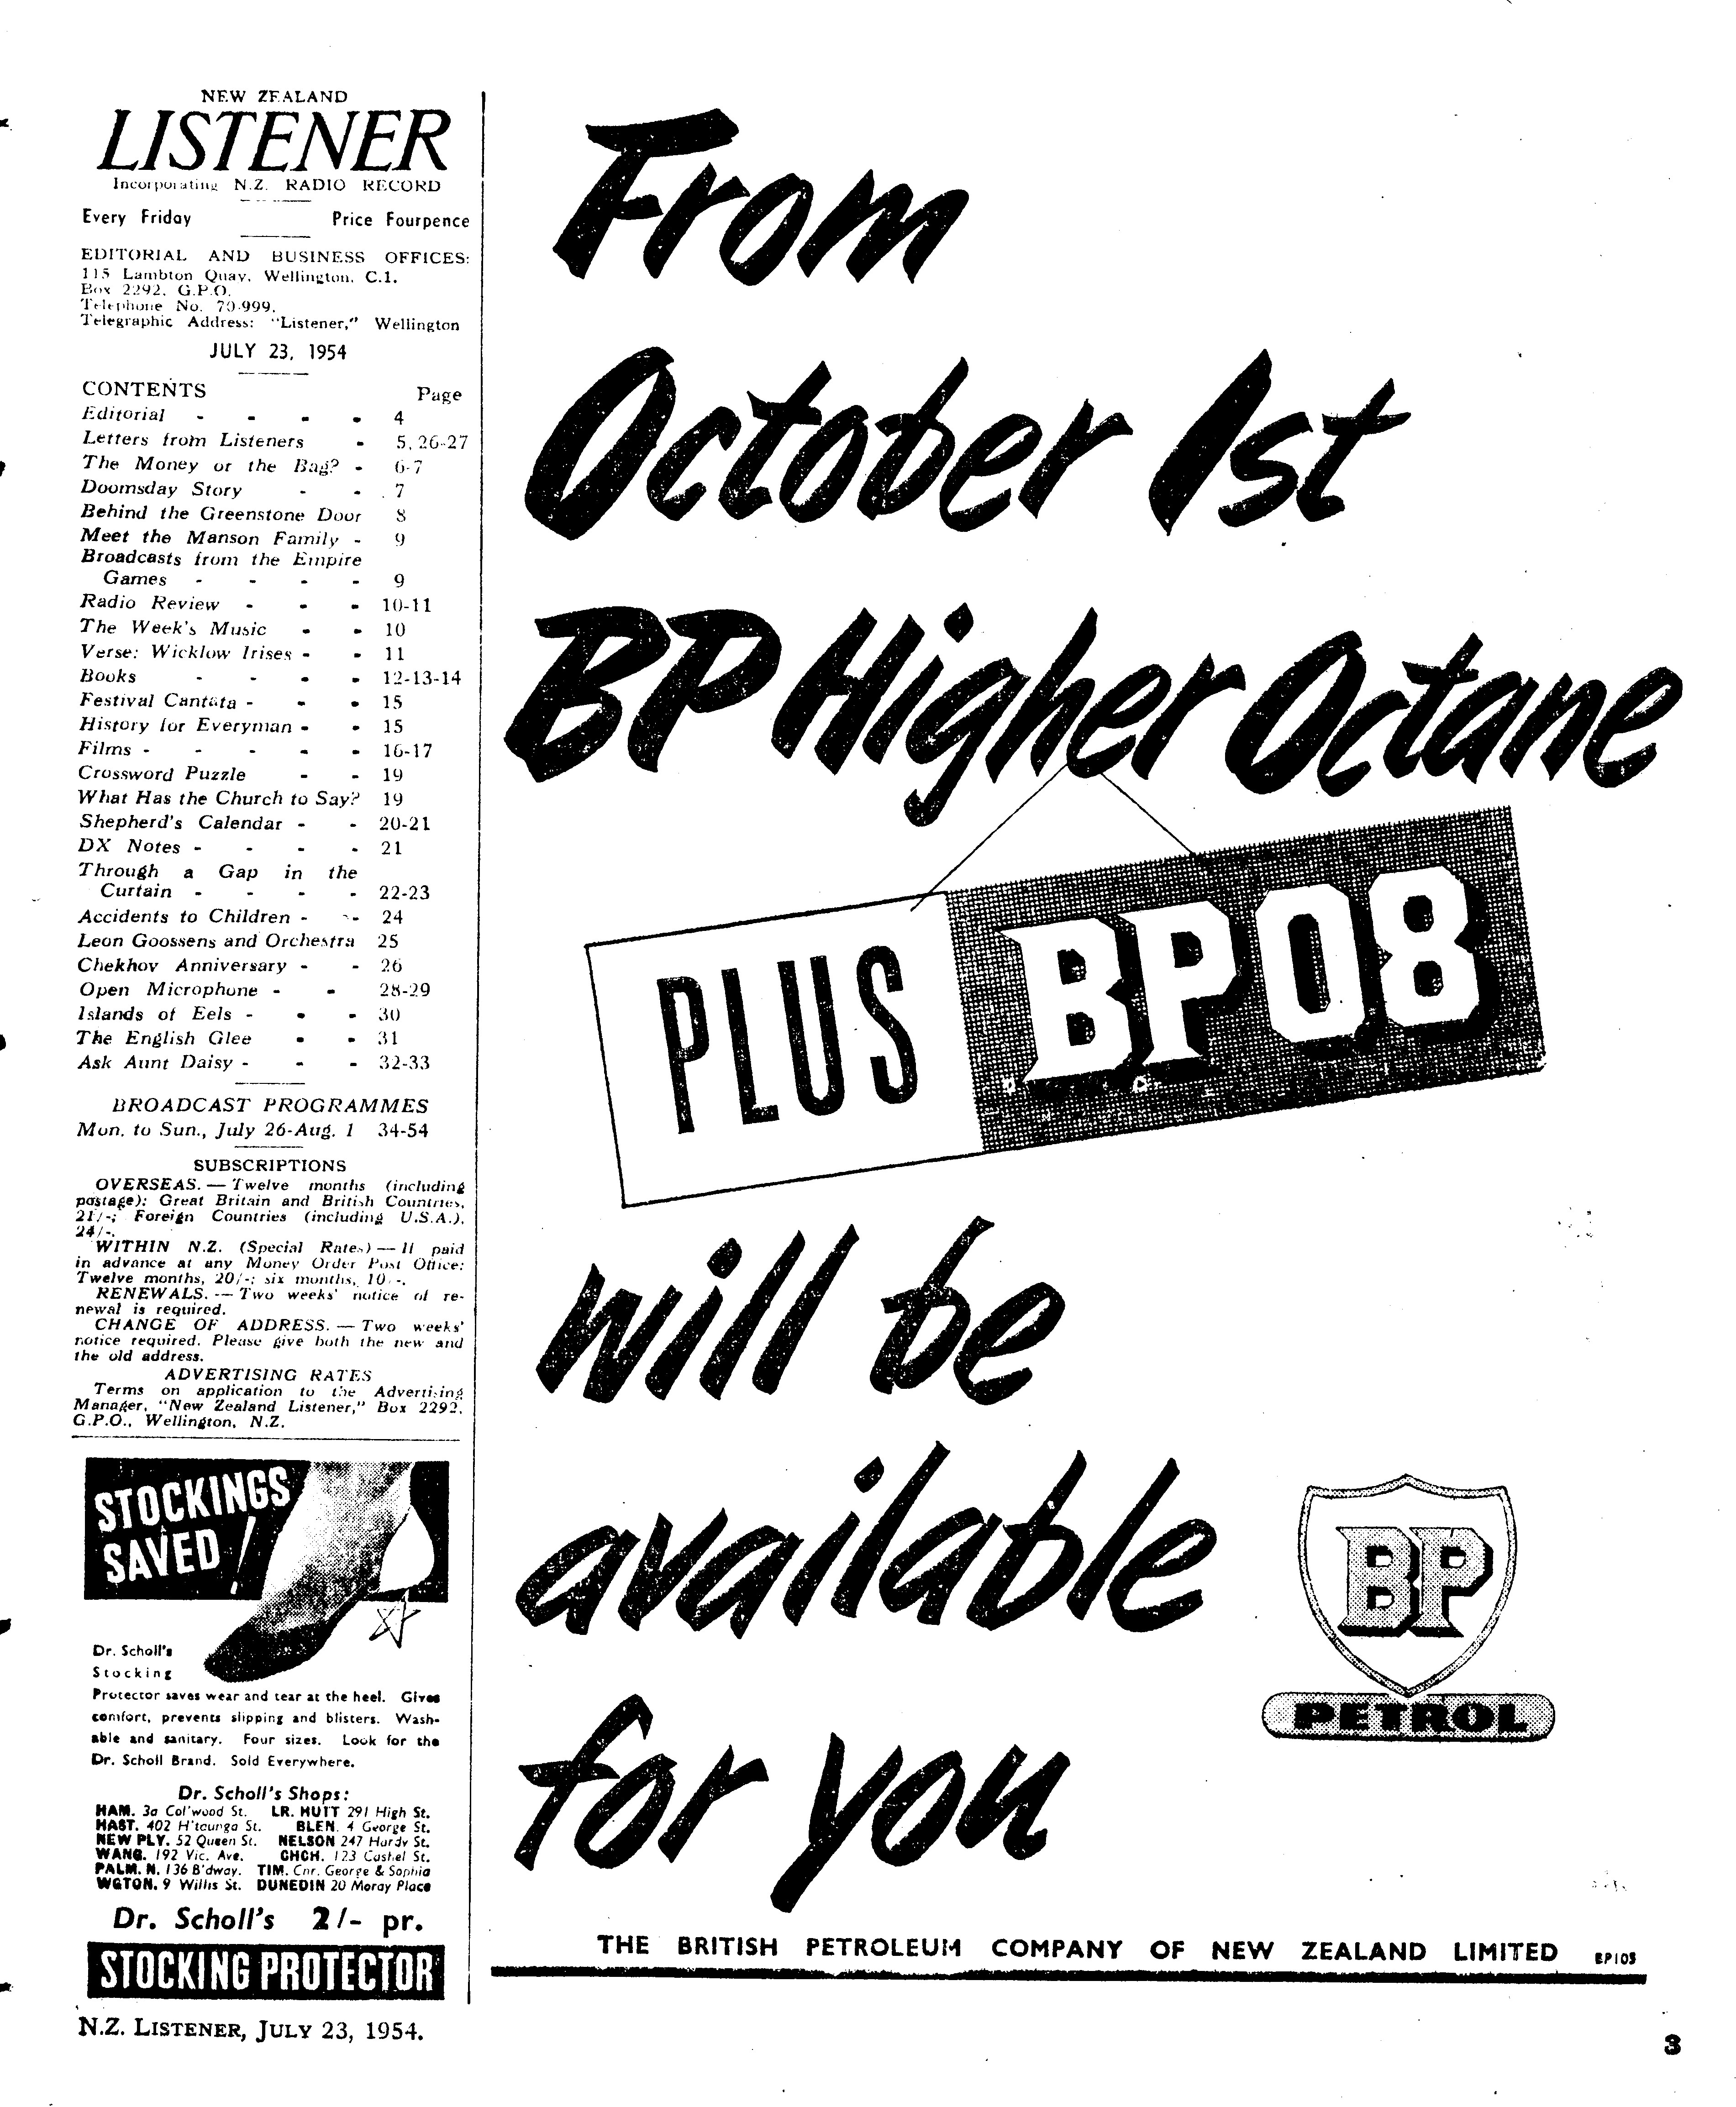 NEW ZEALAND
LISTENER
Incorporating N.Z. RADIO RECORD
Every Friday Price Fourpence
EDITORIAL AND BUSINESS OFFICES:
115 Lambton Quay, Wellington, C.1.
Box 2292, G.P.O.
Telephone No. 70-999.
Telegraphic Address: "Listener," Wellington
JULY 23, 1954
CONTENTS Page
Editorial - - - - 4
Letters from Listeners - 5, 26-27
The Money or the Bag? - 6-7
Doomsday Story - - 7
Behind the Greenstone Door 8
Meet the Manson Family - 9
Broadcasts from the Empire
Games - - - - 9
Radio Review - - - 10-11
The Week's Music - - 10
Verse: Wicklow Irises - - 11
Books - - - - 12-13-14
Festival Cantata - - - 15
History for Everyman - - 15
Films - - - - - 16-17
Crossword Puzzle - - 19
What Has the Church to Say? 19
Shepherd's Calendar - - 20-21
DX Notes - - - - 21
Through a Gap in the
Curtain - - - - 22-23
Accidents to Children - - 24
Leon Goossens and Orchestra 25
Chekhov Anniversary - - 26
Open Microphone - - 28-29
Islands of Eels - - - 30
The English Glee - - 31
Ask Aunt Daisy - - - 32-33
BROADCAST PROGRAMMES
Mon. to Sun., July 26-Aug. 1 34-54
SUBSCRIPTIONS
OVERSEAS. — Twelve months (including
postage): Great Britain and British Countries,
21/-; Foreign Countries (including U.S.A.),
24/-.
WITHIN N.Z. (Special Rates) — If paid
in advance at any Money Order Post Office:
Twelve months, 20/-; six months, 10/-.
RENEWALS. — Two weeks' notice of re-
newal is required.
CHANGE OF ADDRESS. — Two weeks'
notice required. Please give both the new and
the old address.
ADVERTISING RATES
Terms on application to the Advertising
Manager, "New Zealand Listener," Box 2292,
G.P.O., Wellington, N.Z.
STOCKINGS
SAVED!
Dr. Scholl's
Stocking
Protector saves wear and tear at the heel. Gives
comfort, prevents slipping and blisters. Wash-
able and sanitary. Four sizes. Look for the
Dr. Scholl Brand. Sold Everywhere.
Dr. Scholl's Shops:
HAM. 3a Col'wood St. LR. HUTT 291 High St.
HAST. 402 H'taunga St. BLEN. 4 George St.
NEW PLY. 52 Queen St. NELSON 247 Hardy St.
WANG. 192 Vic. Ave. CHCH. 123 Cashel St.
PALM. N. 136 B'dway. TIM. Cnr. George & Sophia
WGTON. 9 Willis St. DUNEDIN 20 Moray Place
Dr. Scholl's 2/- pr.
STOCKING PROTECTOR
From
October 1st
BP Higher Octane
PLUS BP08
will be
available
for you
BP
PETROL
THE BRITISH PETROLEUM COMPANY OF NEW ZEALAND LIMITED BP103
N.Z. LISTENER, JULY 23, 1954.
3